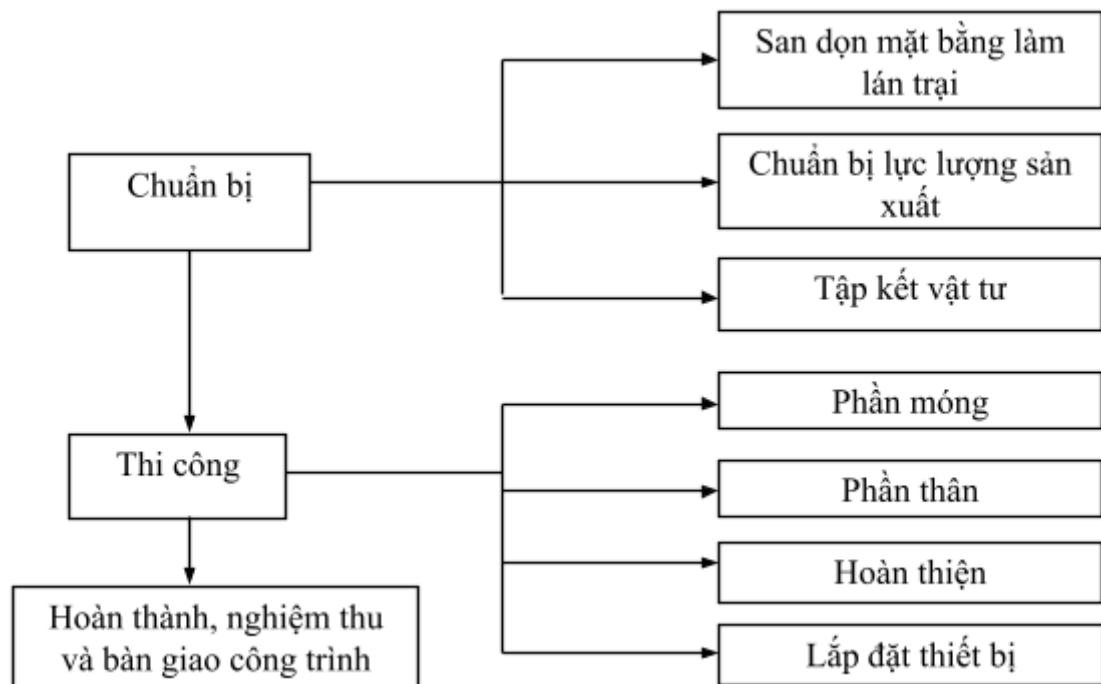 San dọn mặt bằng làm
lán trại
Chuẩn bị
Chuẩn bị lực lượng sản
xuất
Tập kết vật tư
Phần móng
Thi công
Phần thân
Hoàn thiện
Hoàn thành, nghiệm thu
và bàn giao công trình
Lắp đặt thiết bị